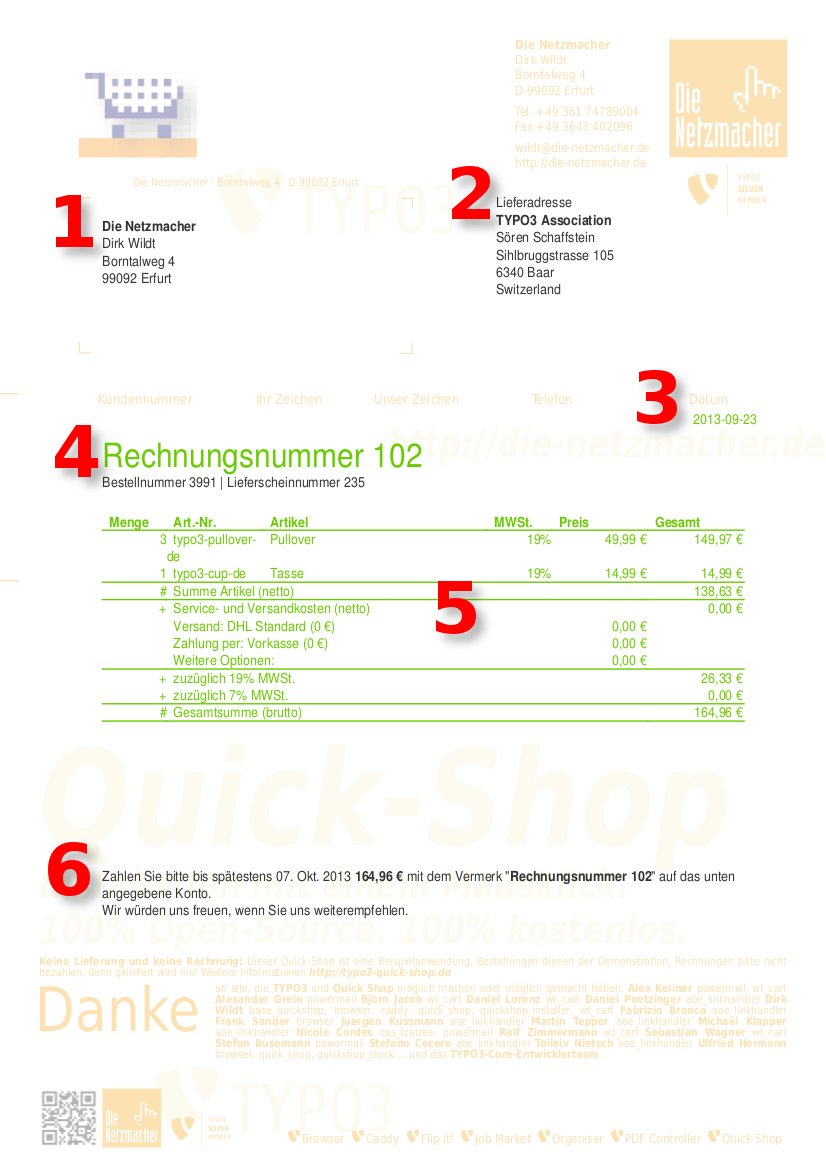 Die Netzmacher
Dirk Wildt
Borntalweg 4
D-99092 Erfurt
Tel. +49 361 74789004
Fax +49 3643 402096
wildt@die-netzmacher.de
http://die-netzmacher.de
Die Netzmacher
TYPO3
SILVER
MEMBER
Die Netzmacher · Borntalweg 4 · D-99092 Erfurt
TYPO3
1
Die Netzmacher
Dirk Wildt
Borntalweg 4
99092 Erfurt
2
Lieferadresse
TYPO3 Association
Sören Schaffstein
Sihlbruggstrasse 105
6340 Baar
Switzerland
3
Kundennummer Ihr Zeichen Unser Zeichen Telefon Datum
2013-09-23
http://die-netzmacher.de
4
Rechnungsnummer 102
Bestellnummer 3991 | Lieferscheinnummer 235
Menge Art.-Nr. Artikel MWSt. Preis Gesamt
3 typo3-pullover- Pullover 19% 49,99 € 149,97 €
de
1 typo3-cup-de Tasse 19% 14,99 € 14,99 €
# Summe Artikel (netto) 138,63 €
+ Service- und Versandkosten (netto) 0,00 €
Versand: DHL Standard (0 €) 0,00 €
Zahlung per: Vorkasse (0 €) 0,00 €
Weitere Optionen: 0,00 €
+ zuzüglich 19% MWSt. 26,33 €
+ zuzüglich 7% MWSt. 0,00 €
# Gesamtsumme (brutto) 164,96 €
5
Quick-Shop
6
Zahlen Sie bitte bis spätestens 07. Okt. 2013 164,96 € mit dem Vermerk "Rechnungsnummer 102" auf das unten
angegebene Konto.
Wir würden uns freuen, wenn Sie uns weiterempfehlen.
mit einem Mausklick.
100% Open-Source. 100% kostenlos.
Keine Lieferung und keine Rechnung: Dieser Quick-Shop ist eine Beispielanwendung. Bestellungen dienen der Demonstration. Rechnungen bitte nicht
bezahlen, denn geliefert wird nie! Weitere Informationen http://typo3-quick-shop.de
Danke
an alle, die TYPO3 und Quick Shop möglich machen oder möglich gemacht haben: Alex Kellner powermail, wt_cart
Alexander Grein powermail Björn Jacob wt_cart Daniel Lorenz wt_cart Daniel Poetzinger aoe_linkhandler Dirk
Wildt base_quickshop, browser, caddy, quick_shop, quickshop_installer, wt_cart Fabrizio Branca aoe_linkhandler
Frank Sander browser Juergen Kussmann aoe_linkhandler Martin Tepper aoe_linkhandler Michael Klapper
aoe_linkhandler Nicole Cordes cps_tcatree, powermail Ralf Zimmermann wt_cart Sebastian Wagner wt_cart
Stefan Busemann powermail Stefano Cecere aoe_linkhandler Tolleiv Nietsch aoe_linkhandler Ulfried Hermann
browser, quick_shop, quickshop_stock ... und das TYPO3-Core-Entwicklerteam.
Die Netzmacher
TYPO3
SILVER
MEMBER
TYPO3
Browser Caddy Flip it! Job Market Organiser PDF Controller Quick Shop